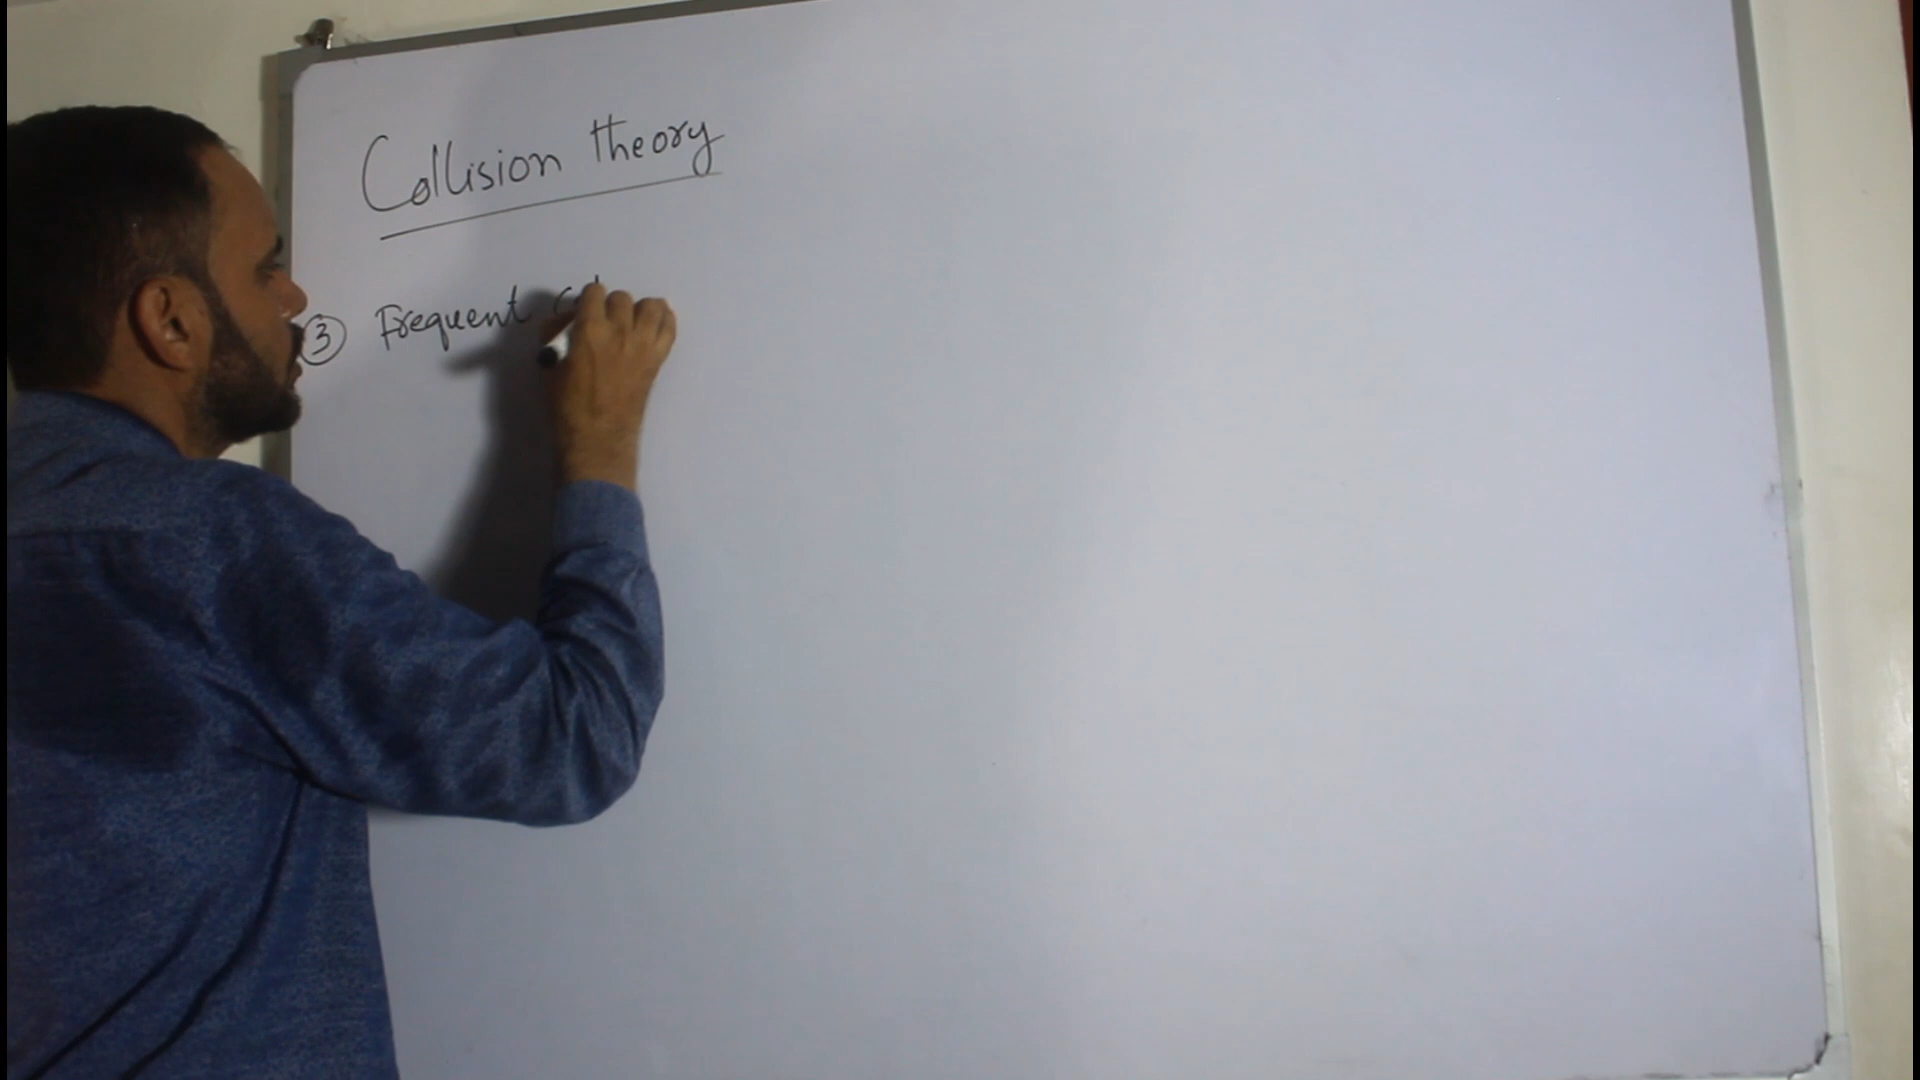 Collision theory
③ Frequent